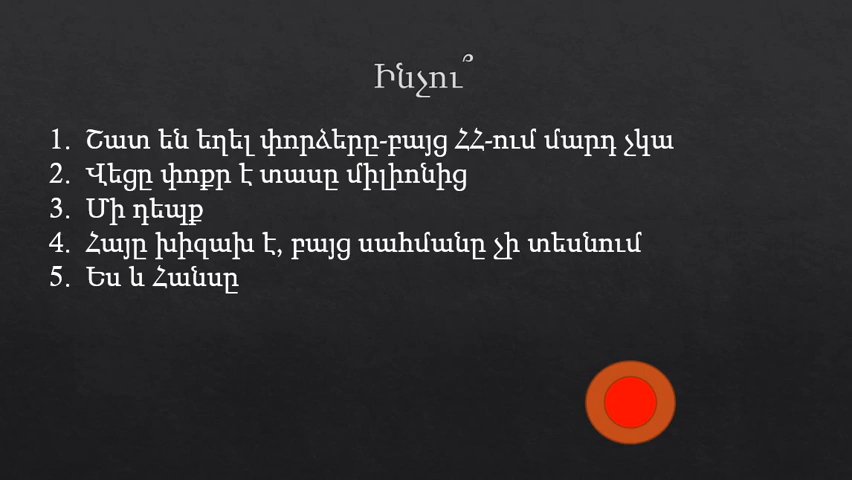 Ինչու՞
1. Շատ են եղել փորձերը-բայց ՀՀ-ում մարդ չկա
2. Վեցը փոքր է տասը միլիոնից
3. Մի դեպք
4. Հայը խիզախ է, բայց սահմանը չի տեսնում
5. Ես և Հանսը